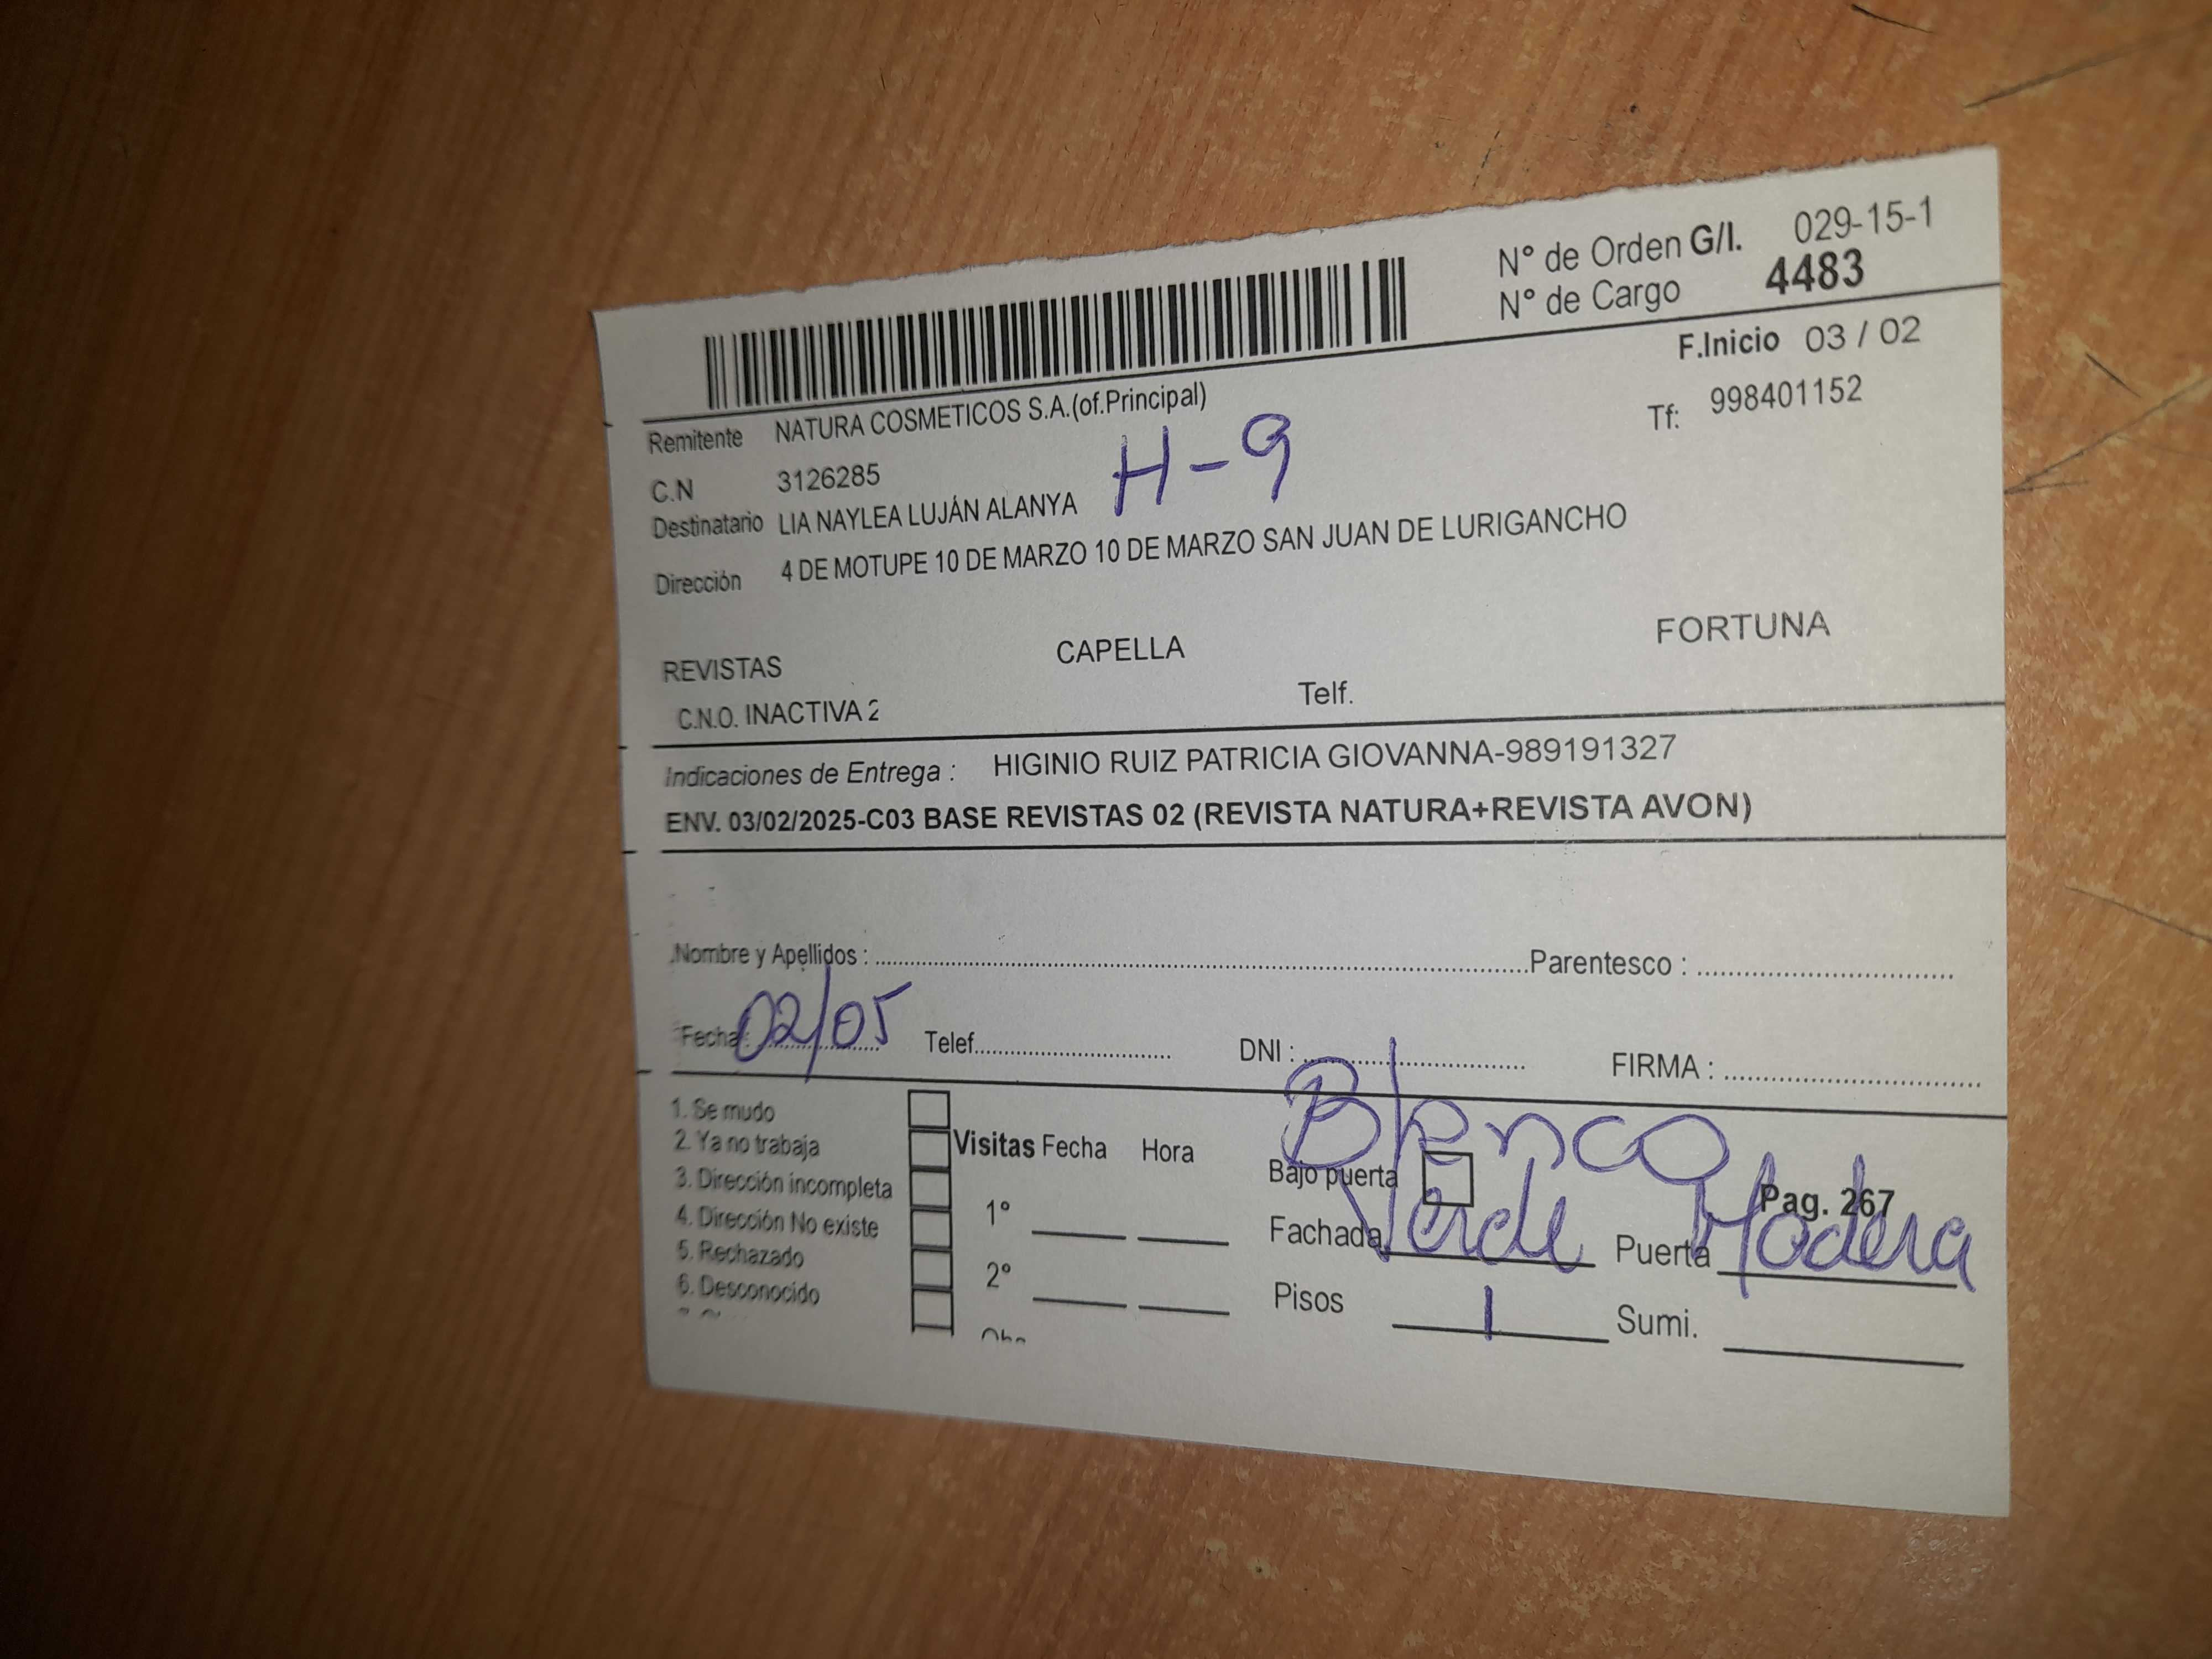 N° de Orden G/I. 029-15-1
N° de Cargo 4483
F.Inicio 03 / 02
Remitente NATURA COSMETICOS S.A.(of.Principal)
Tf: 998401152
C.N 3126285
H-9
Destinatario LIA NAYLEA LUJÁN ALANYA
Dirección 4 DE MOTUPE 10 DE MARZO 10 DE MARZO SAN JUAN DE LURIGANCHO
REVISTAS CAPELLA FORTUNA
C.N.O. INACTIVA 2 Telf.
Indicaciones de Entrega : HIGINIO RUIZ PATRICIA GIOVANNA-989191327
ENV. 03/02/2025-C03 BASE REVISTAS 02 (REVISTA NATURA+REVISTA AVON)
Nombre y Apellidos : Parentesco :
Fecha: 02/05 Telef. DNI : FIRMA :
1. Se mudo
2. Ya no trabaja
3. Dirección incompleta
4. Dirección No existe
5. Rechazado
6. Desconocido
Visitas Fecha Hora
1°
2°
Blanco
Bajo puerta
Pag. 267
Fachada Verde Puerta Madera
Pisos 1 Sumi.